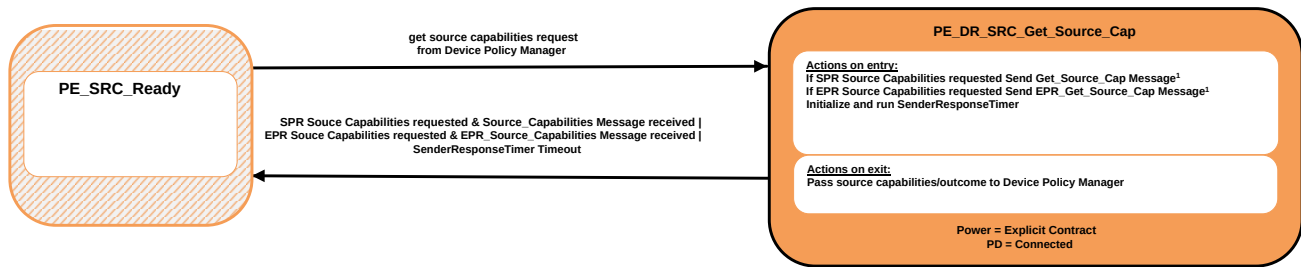 PE_SRC_Ready
get source capabilities request
from Device Policy Manager
SPR Souce Capabilities requested & Source_Capabilities Message received |
EPR Souce Capabilities requested & EPR_Source_Capabilities Message received |
SenderResponseTimer Timeout
PE_DR_SRC_Get_Source_Cap
Actions on entry:
If SPR Source Capabilities requested Send Get_Source_Cap Message¹
If EPR Source Capabilities requested Send EPR_Get_Source_Cap Message¹
Initialize and run SenderResponseTimer
Actions on exit:
Pass source capabilities/outcome to Device Policy Manager
Power = Explicit Contract
PD = Connected